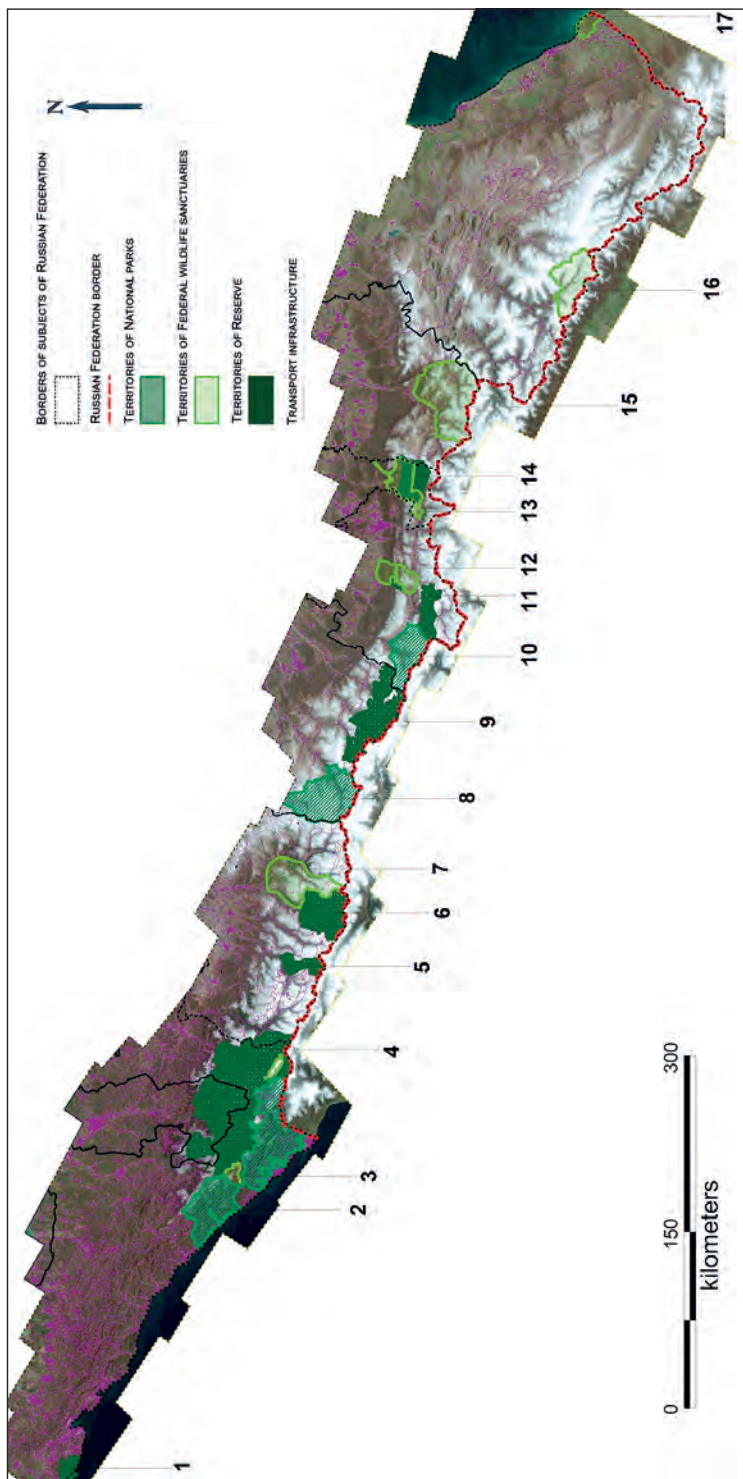 N
BORDERS OF SUBJECTS OF RUSSIAN FEDERATION
RUSSIAN FEDERATION BORDER
TERRITORIES OF NATIONAL PARKS
TERRITORIES OF FEDERAL WILDLIFE SANCTUARIES
TERRITORIES OF RESERVE
TRANSPORT INFRASTRUCTURE
1
2
3
4
5
6
7
8
9
10
11
12
13
14
15
16
17
0 150 300
kilometers